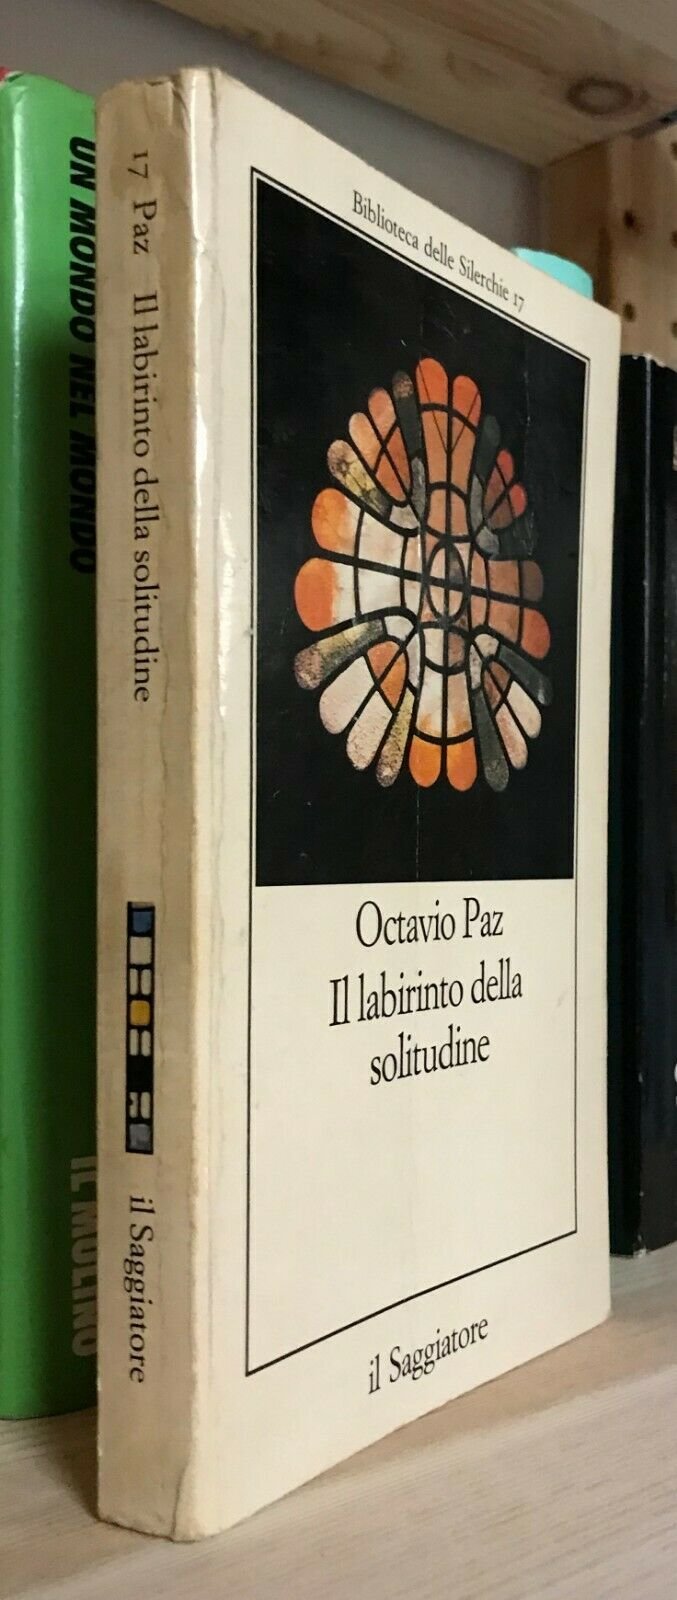 UN MONDO NEL MONDO
IL MULINO
17 Paz Il labirinto della solitudine
il Saggiatore
Biblioteca delle Silerchie 17
Octavio Paz
Il labirinto della
solitudine
il Saggiatore